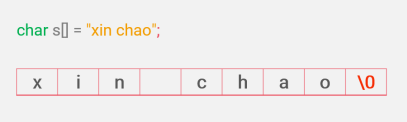 char s[] = "xin chao";
x i n c h a o \0